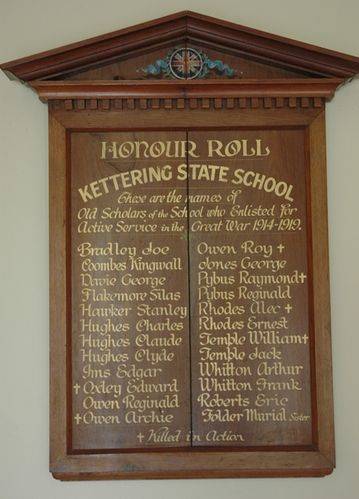 HONOUR ROLL
KETTERING STATE SCHOOL
These are the names of
Old Scholars of the School who Enlisted for
Active Service in the Great War 1914-1919.
Bradley Joe
Coombes Kingwall
Davie George
Flakemore Silas
Hawker Stanley
Hughes Charles
Hughes Claude
Hughes Clyde
Ims Edgar
† Oxley Edward
Owen Reginald
† Owen Archie
Owen Roy †
Jones George
Pybus Raymond †
Pybus Reginald
Rhodes Alec †
Rhodes Ernest
Temple William †
Temple Jack
Whitton Arthur
Whitton Frank
Roberts Eric
Tolder Murial Sister
† Killed in Action